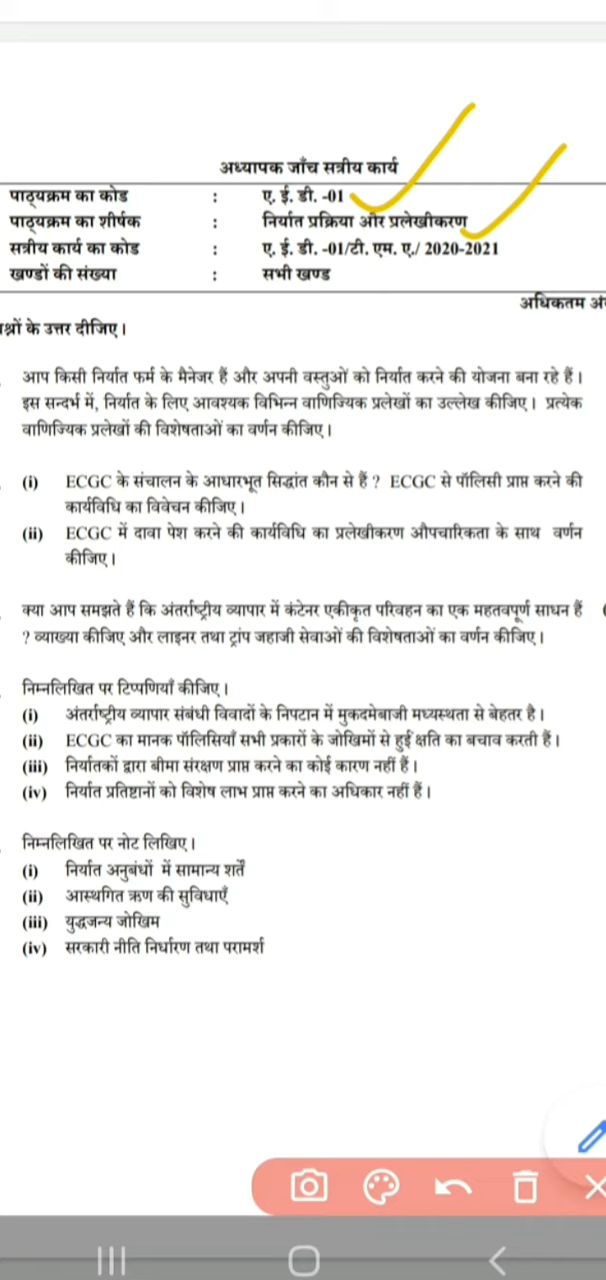 अध्यापक जाँच सत्रीय कार्य
पाठ्यक्रम का कोड : ए. ई. डी. -01
पाठ्यक्रम का शीर्षक : निर्यात प्रक्रिया और प्रलेखीकरण
सत्रीय कार्य का कोड : ए. ई. डी. -01/टी. एम. ए./ 2020-2021
खण्डों की संख्या : सभी खण्ड
अधिकतम
के उत्तर दीजिए।
आप किसी निर्यात फर्म के मैनेजर हैं और अपनी वस्तुओं को निर्यात करने की योजना बना रहे हैं।
इस सन्दर्भ में, निर्यात के लिए आवश्यक विभिन्न वाणिज्यिक प्रलेखों का उल्लेख कीजिए। प्रत्येक
वाणिज्यिक प्रलेखों की विशेषताओं का वर्णन कीजिए।
(i) ECGC के संचालन के आधारभूत सिद्धांत कौन से हैं ? ECGC से पॉलिसी प्राप्त करने की
कार्यविधि का विवेचन कीजिए।
(ii) ECGC में दावा पेश करने की कार्यविधि का प्रलेखीकरण औपचारिकता के साथ वर्णन
कीजिए।
क्या आप समझते हैं कि अंतर्राष्ट्रीय व्यापार में कंटेनर एकीकृत परिवहन का एक महतवपूर्ण साधन हैं
? व्याख्या कीजिए और लाइनर तथा ट्रांप जहाजी सेवाओं की विशेषताओं का वर्णन कीजिए।
निम्नलिखित पर टिप्पणियाँ कीजिए।
(i) अंतर्राष्ट्रीय व्यापार संबंधी विवादों के निपटान में मुकदमेबाजी मध्यस्थता से बेहतर है।
(ii) ECGC का मानक पॉलिसियाँ सभी प्रकारों के जोखिमों से हुई क्षति का बचाव करती हैं।
(iii) निर्यातकों द्वारा बीमा संरक्षण प्राप्त करने का कोई कारण नहीं हैं।
(iv) निर्यात प्रतिष्टानों को विशेष लाभ प्राप्त करने का अधिकार नहीं हैं।
निम्नलिखित पर नोट लिखिए।
(i) निर्यात अनुबंधों में सामान्य शर्तें
(ii) आस्थगित ऋण की सुविधाएँ
(iii) युद्धजन्य जोखिम
(iv) सरकारी नीति निर्धारण तथा परामर्श